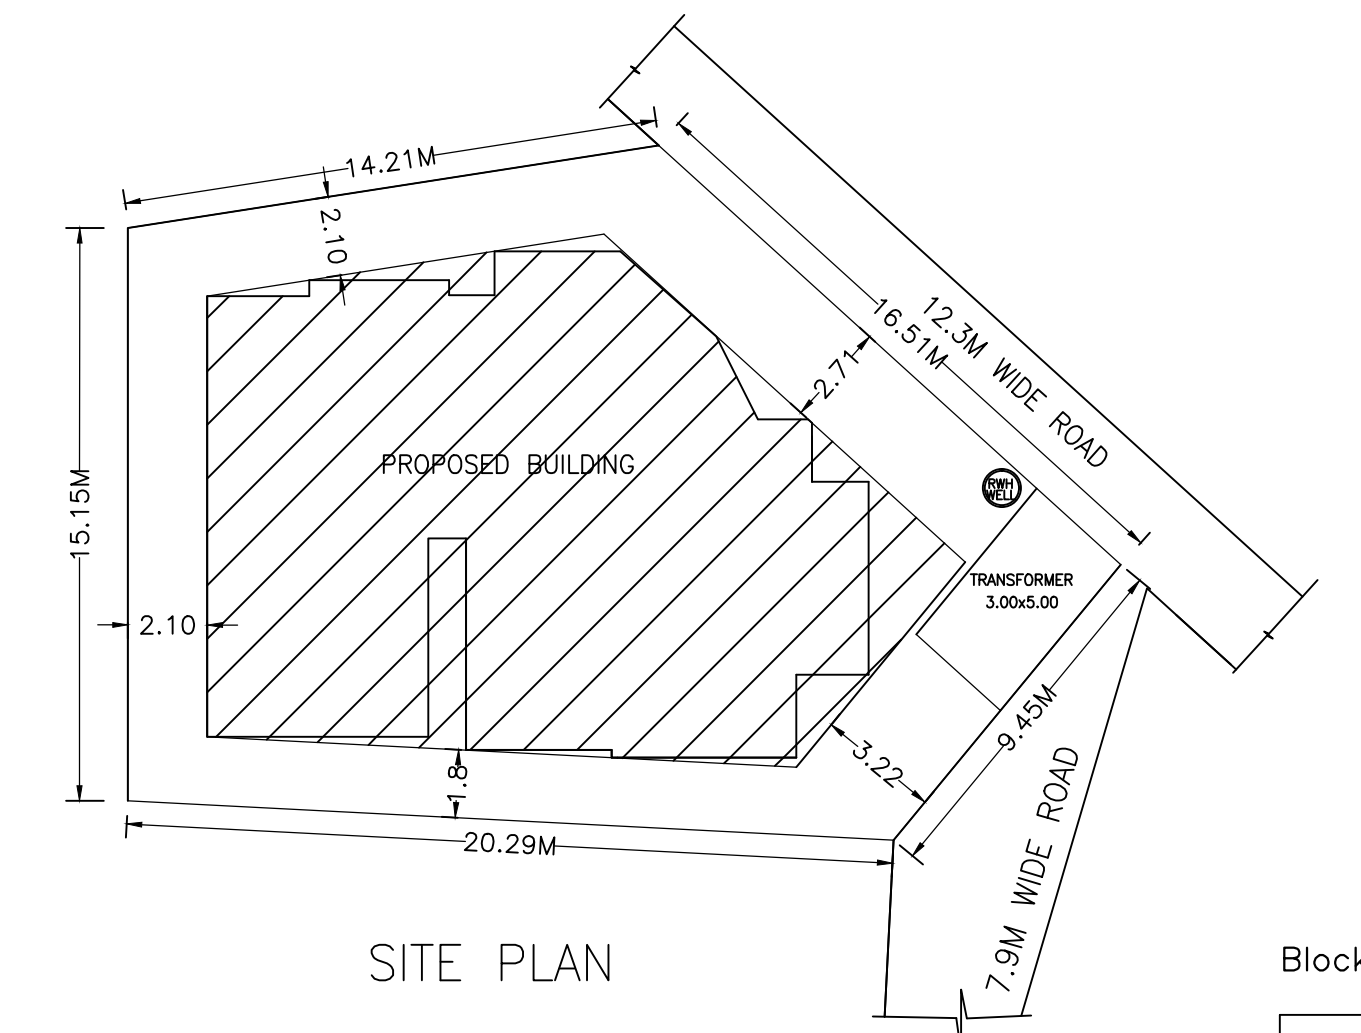 14.21M
2.10
12.3M WIDE ROAD
16.51M
2.71
PROPOSED BUILDING
15.15M
RWH
WELL
TRANSFORMER
3.00x5.00
2.10
9.45M
3.22
1.8
7.9M WIDE ROAD
20.29M
SITE PLAN